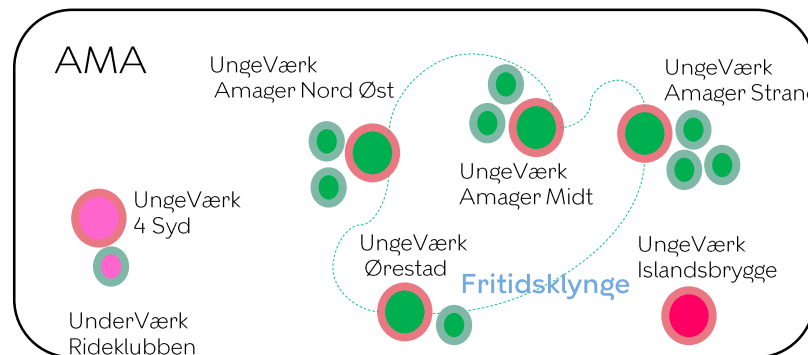 AMA
UngeVærk
Amager Nord Øst
UngeVærk
Amager Midt
UngeVærk
Amager Stran
UngeVærk
4 Syd
UngeVærk
Ørestad
Fritidsklynge
UngeVærk
Islandsbrygge
UnderVærk
Rideklubben